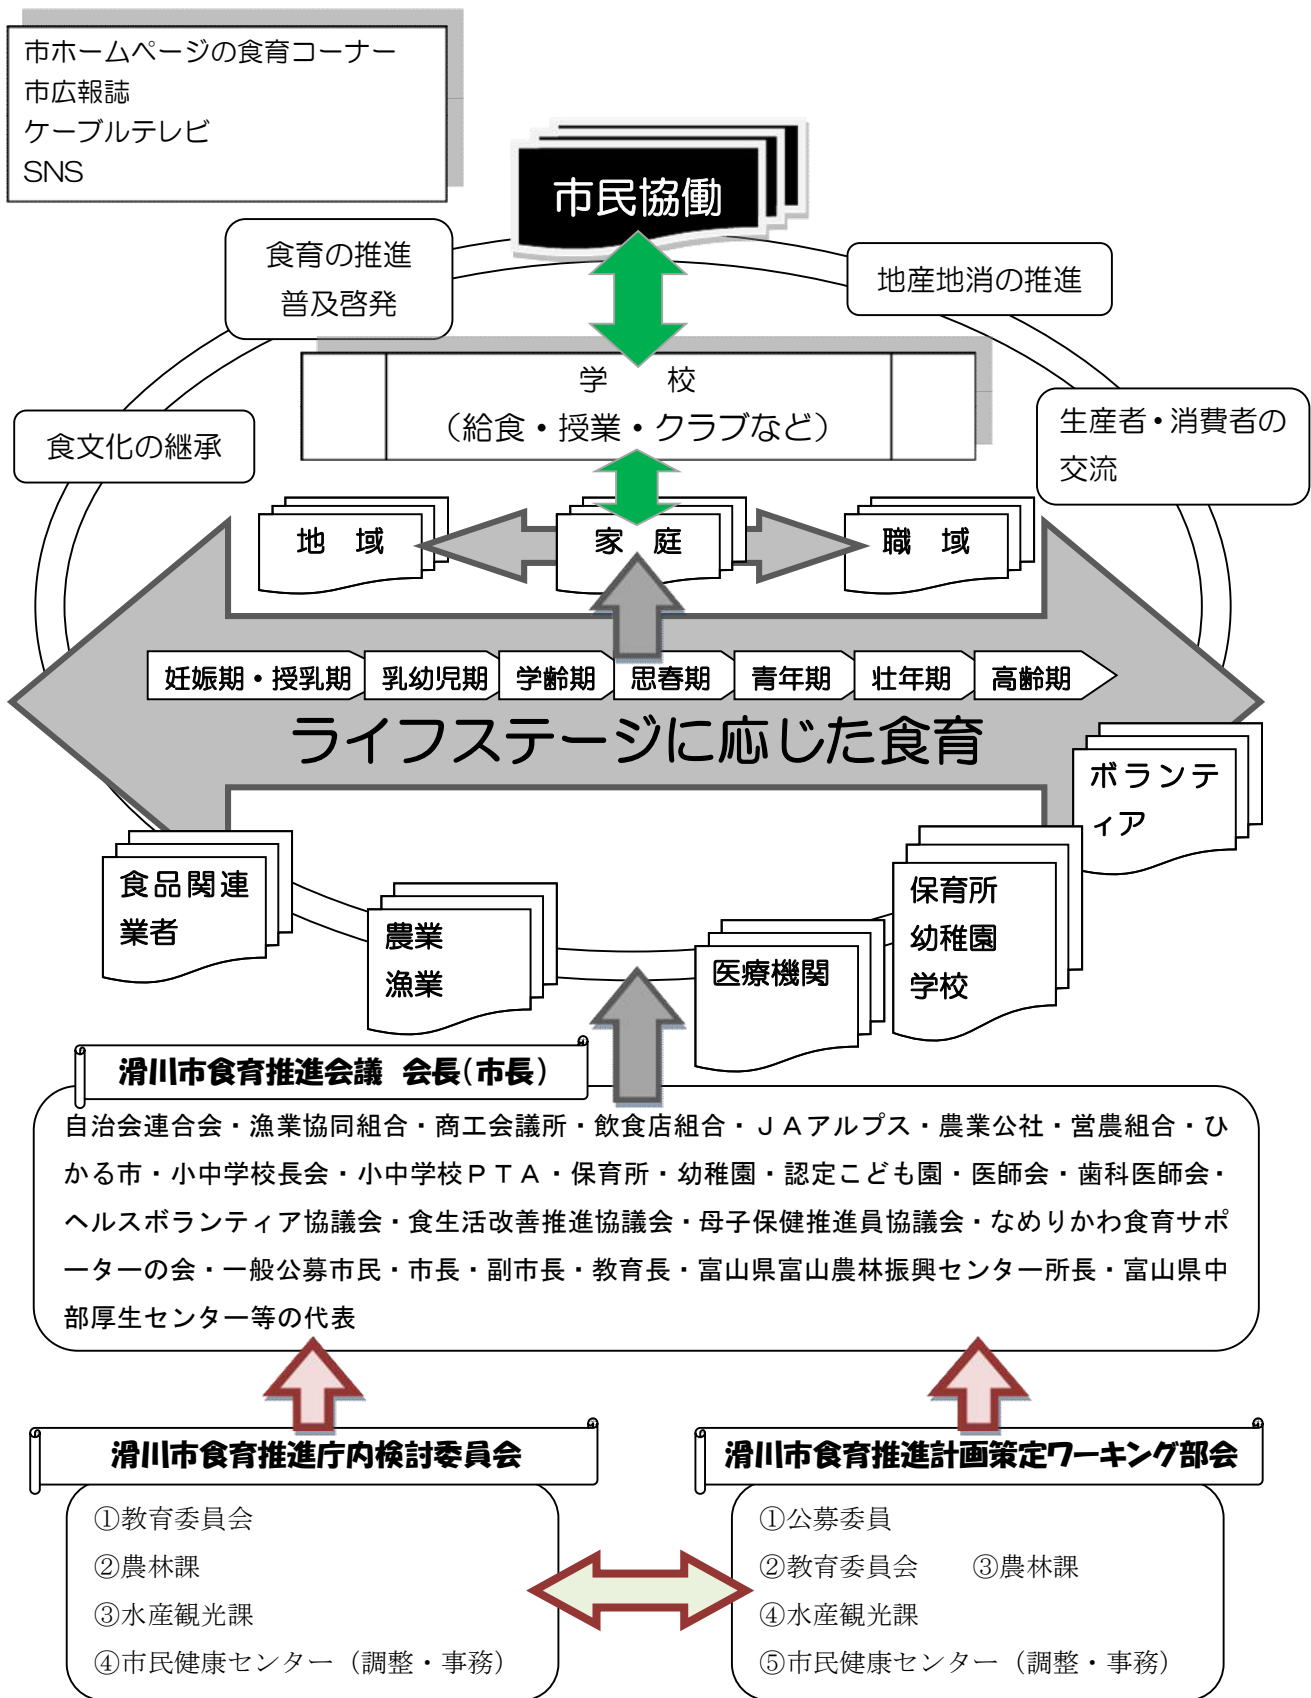 市ホームページの食育コーナー
市広報誌
ケーブルテレビ
SNS
市民協働
食育の推進
普及啓発
地産地消の推進
学　校
（給食・授業・クラブなど）
食文化の継承
生産者・消費者の
交流
地　域
家　庭
職　域
妊娠期・授乳期
乳幼児期
学齢期
思春期
青年期
壮年期
高齢期
ライフステージに応じた食育
ボランテ
ィア
食品関連
業者
農業
漁業
医療機関
保育所
幼稚園
学校
滑川市食育推進会議　会長（市長）
自治会連合会・漁業協同組合・商工会議所・飲食店組合・ＪＡアルプス・農業公社・営農組合・ひ
かる市・小中学校長会・小中学校ＰＴＡ・保育所・幼稚園・認定こども園・医師会・歯科医師会・
ヘルスボランティア協議会・食生活改善推進協議会・母子保健推進員協議会・なめりかわ食育サポ
ーターの会・一般公募市民・市長・副市長・教育長・富山県富山農林振興センター所長・富山県中
部厚生センター等の代表
滑川市食育推進庁内検討委員会
①教育委員会
②農林課
③水産観光課
④市民健康センター（調整・事務）
滑川市食育推進計画策定ワーキング部会
①公募委員
②教育委員会　　③農林課
④水産観光課
⑤市民健康センター（調整・事務）